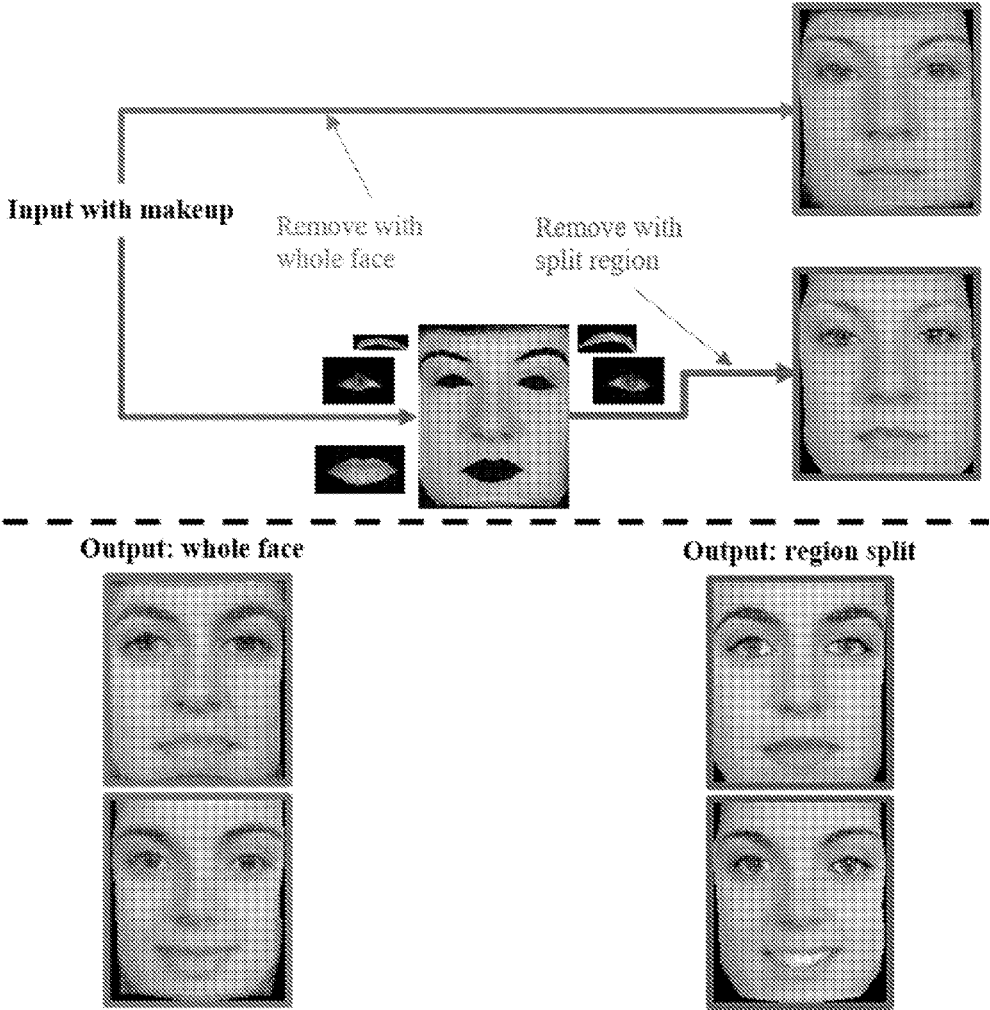 Input with makeup
Remove with
whole face
Remove with
split region
Output: whole face
Output: region split